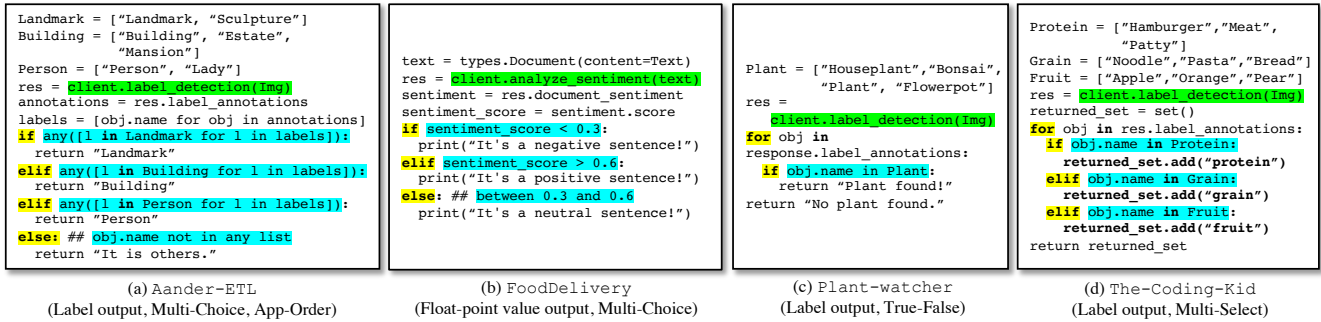 Landmark = ["Landmark, "Sculpture"]
Building = ["Building", "Estate",
"Mansion"]
Person = ["Person", "Lady"]
res = client.label_detection(Img)
annotations = res.label_annotations
labels = [obj.name for obj in annotations]
if any([l in Landmark for l in labels]):
return "Landmark"
elif any([l in Building for l in labels]):
return "Building"
elif any([l in Person for l in labels]):
return "Person"
else: ## obj.name not in any list
return "It is others."
(a) Aander-ETL
(Label output, Multi-Choice, App-Order)
text = types.Document(content=Text)
res = client.analyze_sentiment(text)
sentiment = res.document_sentiment
sentiment_score = sentiment.score
if sentiment_score < 0.3:
print("It's a negative sentence!")
elif sentiment_score > 0.6:
print("It's a positive sentence!")
else: ## between 0.3 and 0.6
print("It's a neutral sentence!")
(b) FoodDelivery
(Float-point value output, Multi-Choice)
Plant = ["Houseplant","Bonsai",
"Plant", "Flowerpot"]
res =
client.label_detection(Img)
for obj in
response.label_annotations:
if obj.name in Plant:
return "Plant found!"
return "No plant found."
(c) Plant-watcher
(Label output, True-False)
Protein = ["Hamburger","Meat",
"Patty"]
Grain = ["Noodle","Pasta","Bread"]
Fruit = ["Apple","Orange","Pear"]
res = client.label_detection(Img)
returned_set = set()
for obj in res.label_annotations:
if obj.name in Protein:
returned_set.add("protein")
elif obj.name in Grain:
returned_set.add("grain")
elif obj.name in Fruit:
returned_set.add("fruit")
return returned_set
(d) The-Coding-Kid
(Label output, Multi-Select)